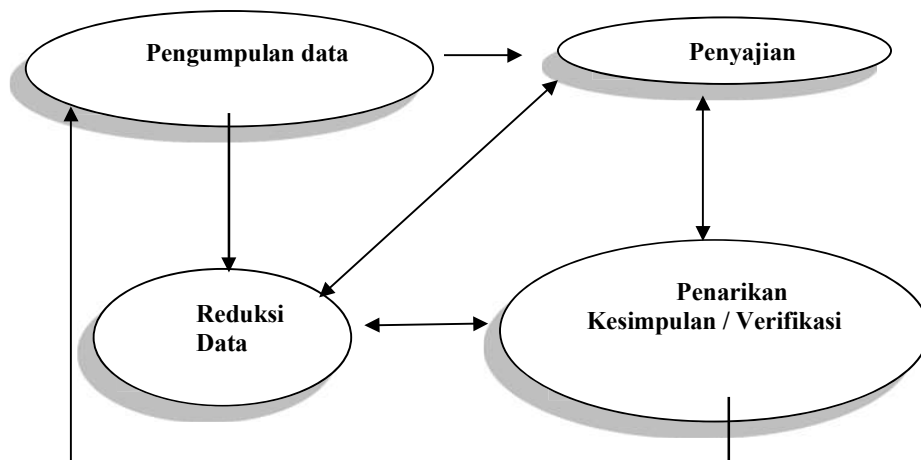 Pengumpulan data
Penyajian
Reduksi
Data
Penarikan
Kesimpulan / Verifikasi